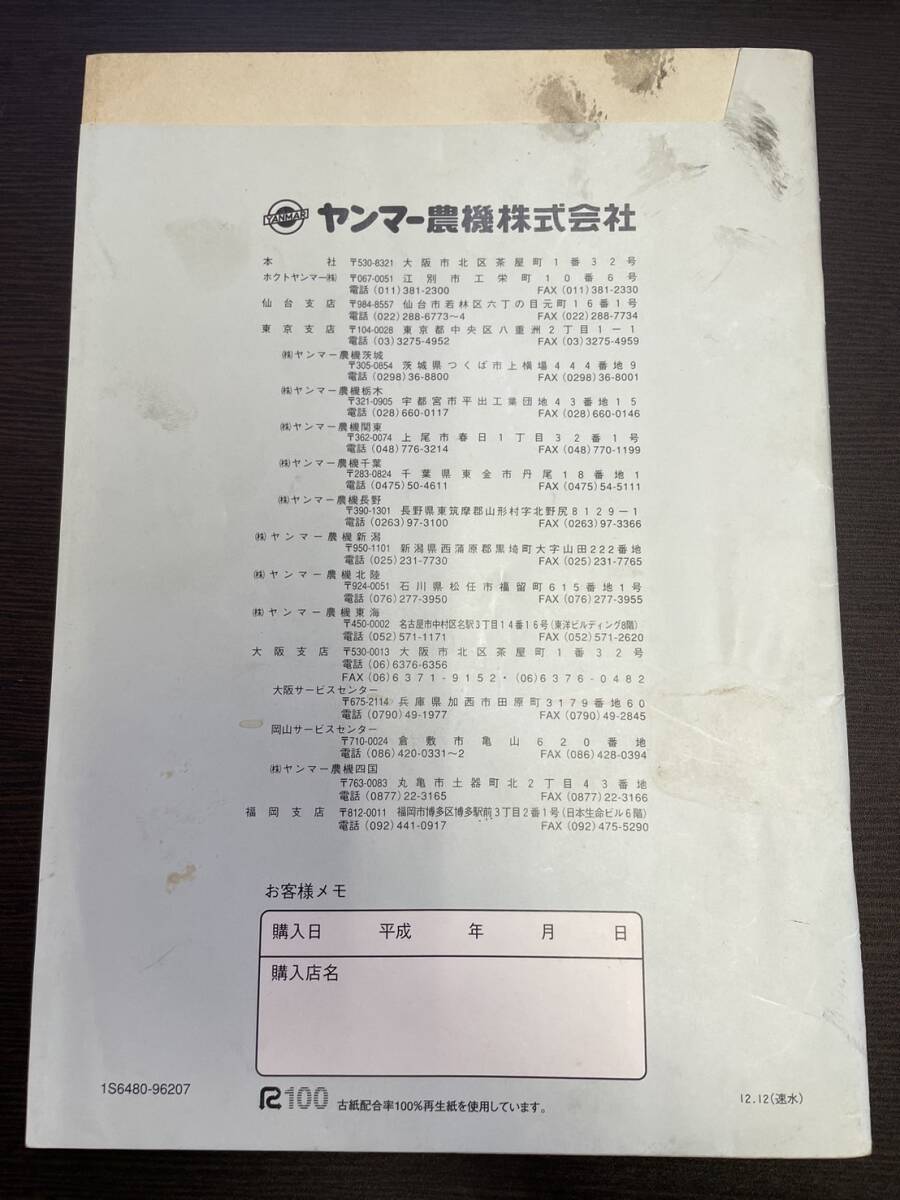 YANMAR ヤンマー農機株式会社
本社 〒530-8321 大阪市北区茶屋町1番32号
ホクトヤンマー㈱ 〒067-0051 江別市工栄町10番6号
電話 (011) 381-2300 FAX (011) 381-2330
仙台支店 〒984-8557 仙台市若林区六丁の目元町16番1号
電話 (022) 288-6773〜4 FAX (022) 288-7734
東京支店 〒104-0028 東京都中央区八重洲2丁目1-1
電話 (03) 3275-4952 FAX (03) 3275-4959
㈱ヤンマー農機茨城
〒305-0854 茨城県つくば市上横場444番地9
電話 (0298) 36-8800 FAX (0298) 36-8001
㈱ヤンマー農機栃木
〒321-0905 宇都宮市平出工業団地43番地15
電話 (028) 660-0117 FAX (028) 660-0146
㈱ヤンマー農機関東
〒362-0074 上尾市春日1丁目32番1号
電話 (048) 776-3214 FAX (048) 770-1199
㈱ヤンマー農機千葉
〒283-0824 千葉県東金市丹尾18番地1
電話 (0475) 50-4611 FAX (0475) 54-5111
㈱ヤンマー農機長野
〒390-1301 長野県東筑摩郡山形村字北野尻8129-1
電話 (0263) 97-3100 FAX (0263) 97-3366
㈱ヤンマー農機新潟
〒950-1101 新潟県西蒲原郡黒埼町大字山田222番地
電話 (025) 231-7730 FAX (025) 231-7765
㈱ヤンマー農機北陸
〒924-0051 石川県松任市福留町615番地1号
電話 (076) 277-3950 FAX (076) 277-3955
㈱ヤンマー農機東海
〒450-0002 名古屋市中村区名駅3丁目14番16号(東洋ビルディング8階)
電話 (052) 571-1171 FAX (052) 571-2620
大阪支店 〒530-0013 大阪市北区茶屋町1番32号
電話 (06) 6376-6356
FAX (06) 6371-9152・(06) 6376-0482
大阪サービスセンター
〒675-2114 兵庫県加西市田原町3179番地60
電話 (0790) 49-1977 FAX (0790) 49-2845
岡山サービスセンター
〒710-0024 倉敷市亀山620番地
電話 (086) 420-0331〜2 FAX (086) 428-0394
㈱ヤンマー農機四国
〒763-0083 丸亀市土器町北2丁目43番地
電話 (0877) 22-3165 FAX (0877) 22-3166
福岡支店 〒812-0011 福岡市博多区博多駅前3丁目2番1号(日本生命ビル6階)
電話 (092) 441-0917 FAX (092) 475-5290
お客様メモ
購入日 平成 年 月 日
購入店名
1S6480-96207
R100 古紙配合率100%再生紙を使用しています。
12.12(速水)